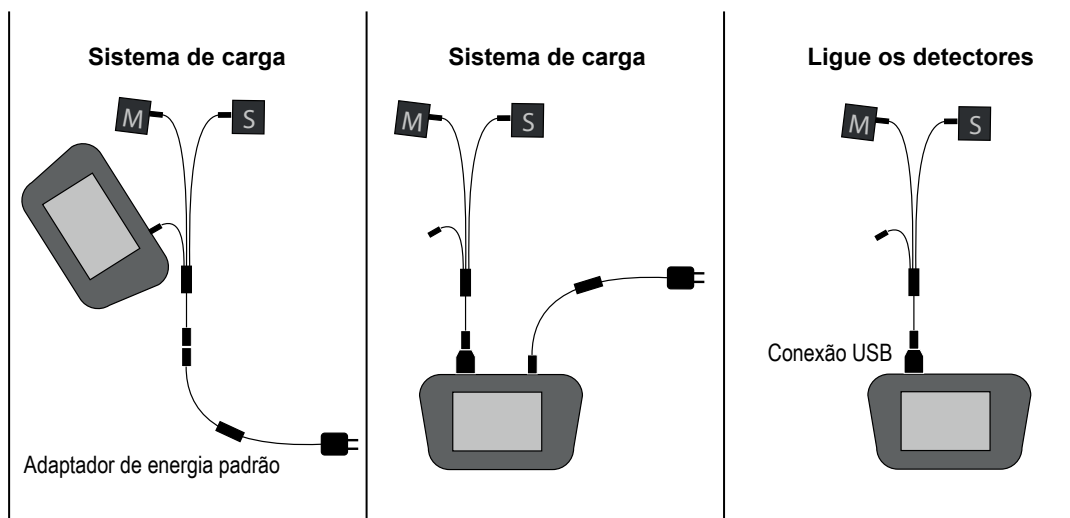 Sistema de carga
M
S
Adaptador de energia padrão
Sistema de carga
M
S
Ligue os detectores
M
S
Conexão USB